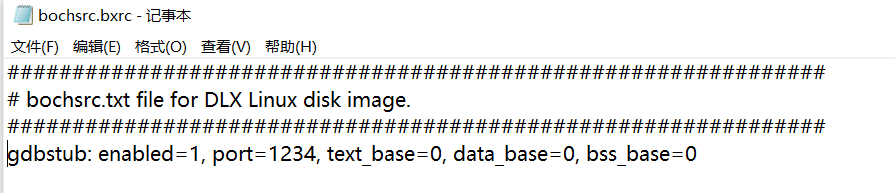 bochsrc.bxrc - 记事本
文件(F) 编辑(E) 格式(O) 查看(V) 帮助(H)
###############################################################
# bochsrc.txt file for DLX Linux disk image.
###############################################################
gdbstub: enabled=1, port=1234, text_base=0, data_base=0, bss_base=0